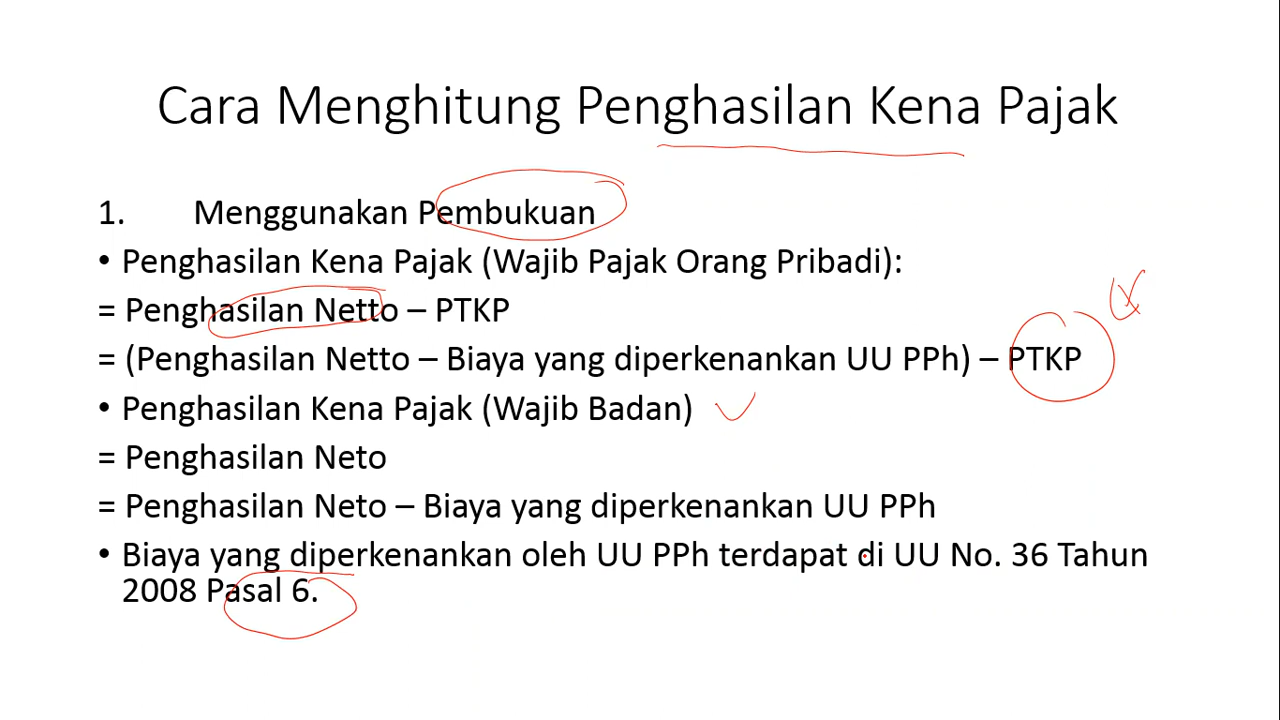 Cara Menghitung Penghasilan Kena Pajak
1. Menggunakan Pembukuan
• Penghasilan Kena Pajak (Wajib Pajak Orang Pribadi):
= Penghasilan Netto – PTKP
= (Penghasilan Netto – Biaya yang diperkenankan UU PPh) – PTKP
• Penghasilan Kena Pajak (Wajib Badan)
= Penghasilan Neto
= Penghasilan Neto – Biaya yang diperkenankan UU PPh
• Biaya yang diperkenankan oleh UU PPh terdapat di UU No. 36 Tahun
2008 Pasal 6.